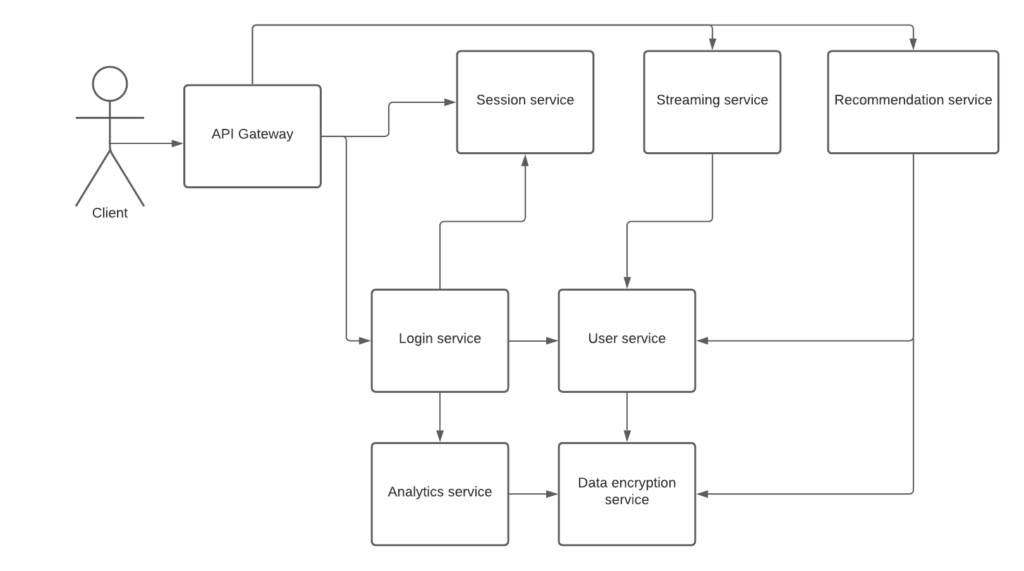 Session service
Streaming service
Recommendation service
API Gateway
Client
Login service
User service
Analytics service
Data encryption
service